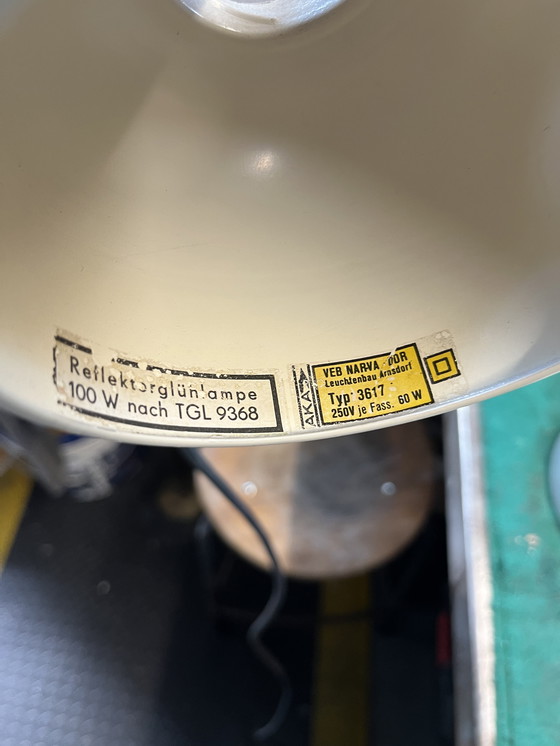 Reflektorglühlampe
100 W nach TGL 9368
AKA
VEB NARVA DDR
Leuchtenbau Arnsdorf
Typ 3617
250V je Fass. 60 W